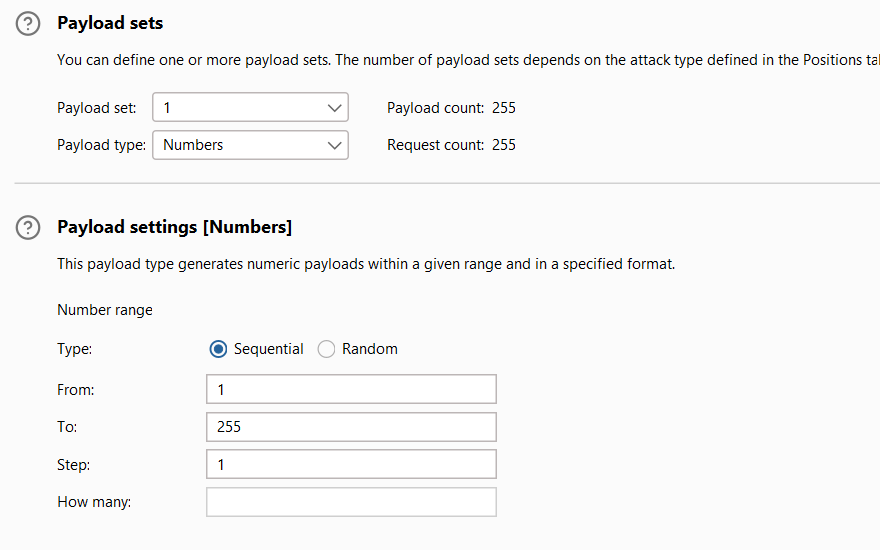 Payload sets
You can define one or more payload sets. The number of payload sets depends on the attack type defined in the Positions
Payload set: 1 Payload count: 255
Payload type: Numbers Request count: 255
Payload settings [Numbers]
This payload type generates numeric payloads within a given range and in a specified format.
Number range
Type: Sequential Random
From: 1
To: 255
Step: 1
How many: